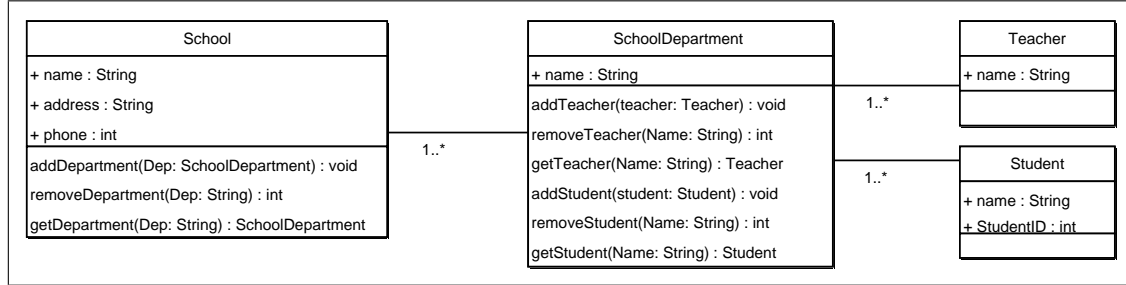 School
+ name : String
+ address : String
+ phone : int
addDepartment(Dep: SchoolDepartment) : void
removeDepartment(Dep: String) : int
getDepartment(Dep: String) : SchoolDepartment
1..*
SchoolDepartment
+ name : String
addTeacher(teacher: Teacher) : void
removeTeacher(Name: String) : int
getTeacher(Name: String) : Teacher
addStudent(student: Student) : void
removeStudent(Name: String) : int
getStudent(Name: String) : Student
1..*
1..*
Teacher
+ name : String
Student
+ name : String
+ StudentID : int